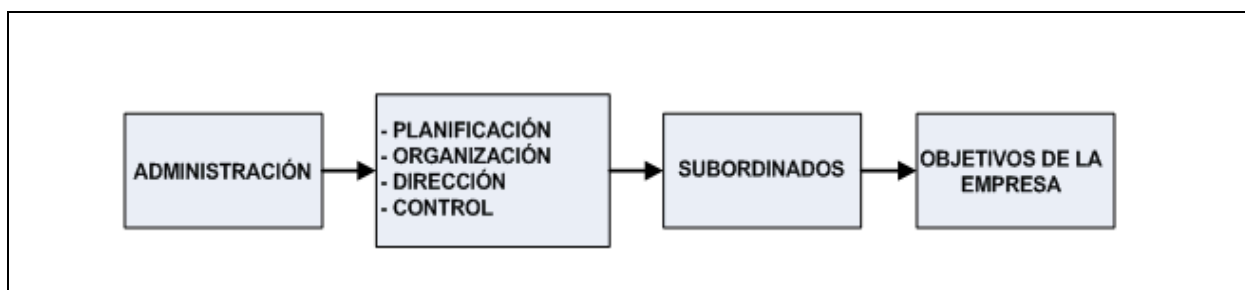 ADMINISTRACIÓN
- PLANIFICACIÓN
- ORGANIZACIÓN
- DIRECCIÓN
- CONTROL
SUBORDINADOS
OBJETIVOS DE LA
EMPRESA